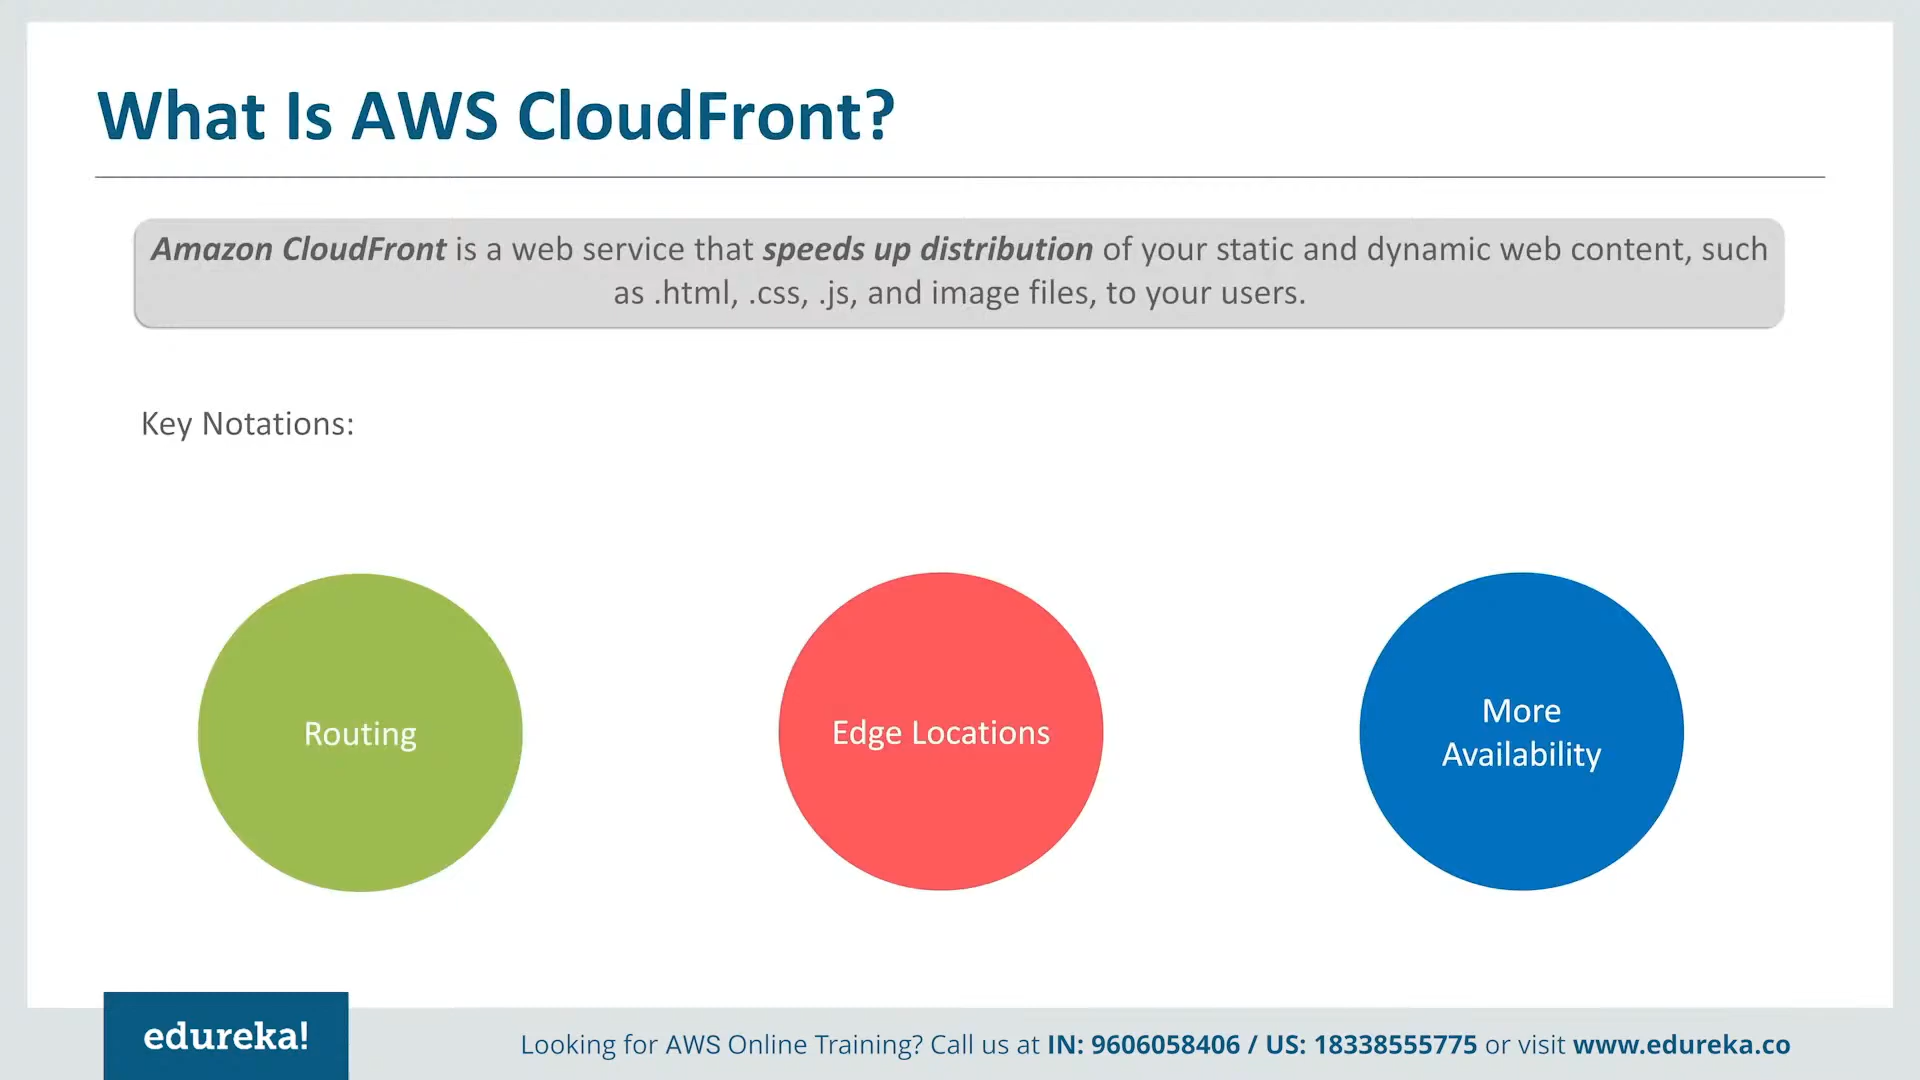 What Is AWS CloudFront?
Amazon CloudFront is a web service that speeds up distribution of your static and dynamic web content, such
as .html, .css, .js, and image files, to your users.
Key Notations:
Routing
Edge Locations
More
Availability
edureka!
Looking for AWS Online Training? Call us at IN: 9606058406 / US: 18338555775 or visit www.edureka.co